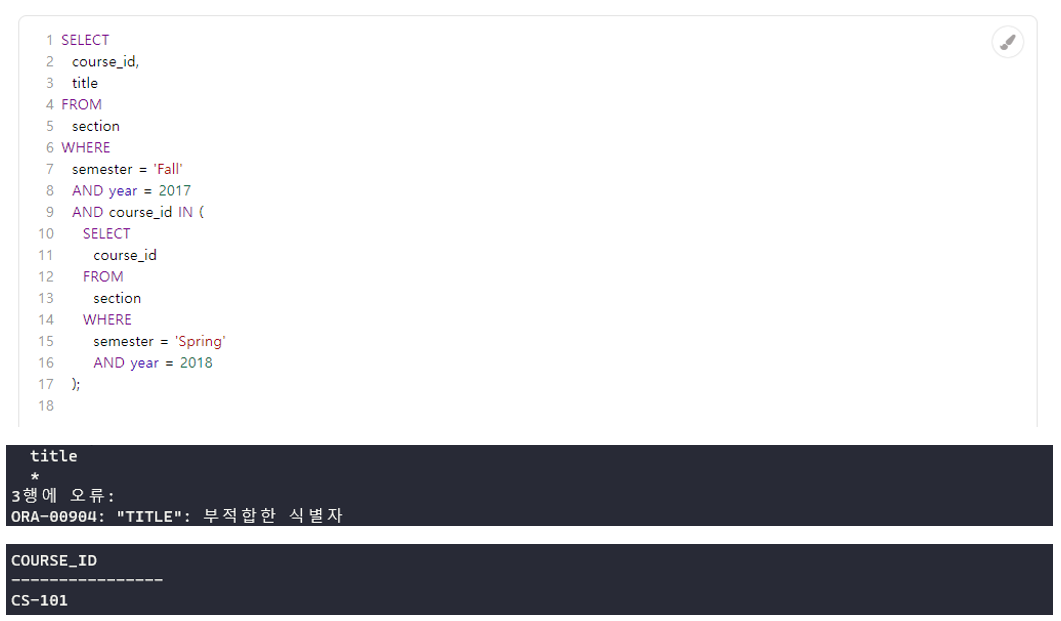 1 SELECT
2 course_id,
3 title
4 FROM
5 section
6 WHERE
7 semester = 'Fall'
8 AND year = 2017
9 AND course_id IN (
10 SELECT
11 course_id
12 FROM
13 section
14 WHERE
15 semester = 'Spring'
16 AND year = 2018
17 );
18
title
*
3행에 오류:
ORA-00904: "TITLE": 부적합한 식별자
COURSE_ID
----------------
CS-101